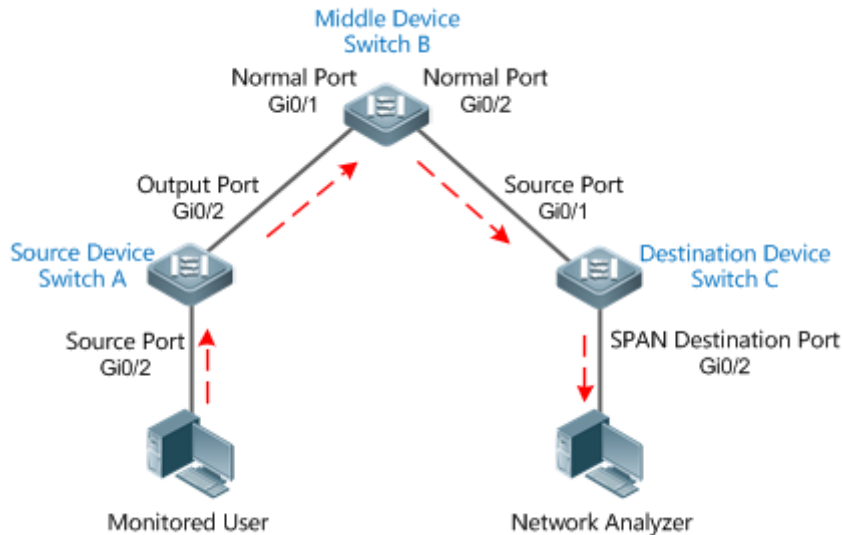 Middle Device
Switch B
Normal Port
Gi0/1
Normal Port
Gi0/2
Output Port
Gi0/2
Source Port
Gi0/1
Source Device
Switch A
Destination Device
Switch C
Source Port
Gi0/2
SPAN Destination Port
Gi0/2
Monitored User
Network Analyzer